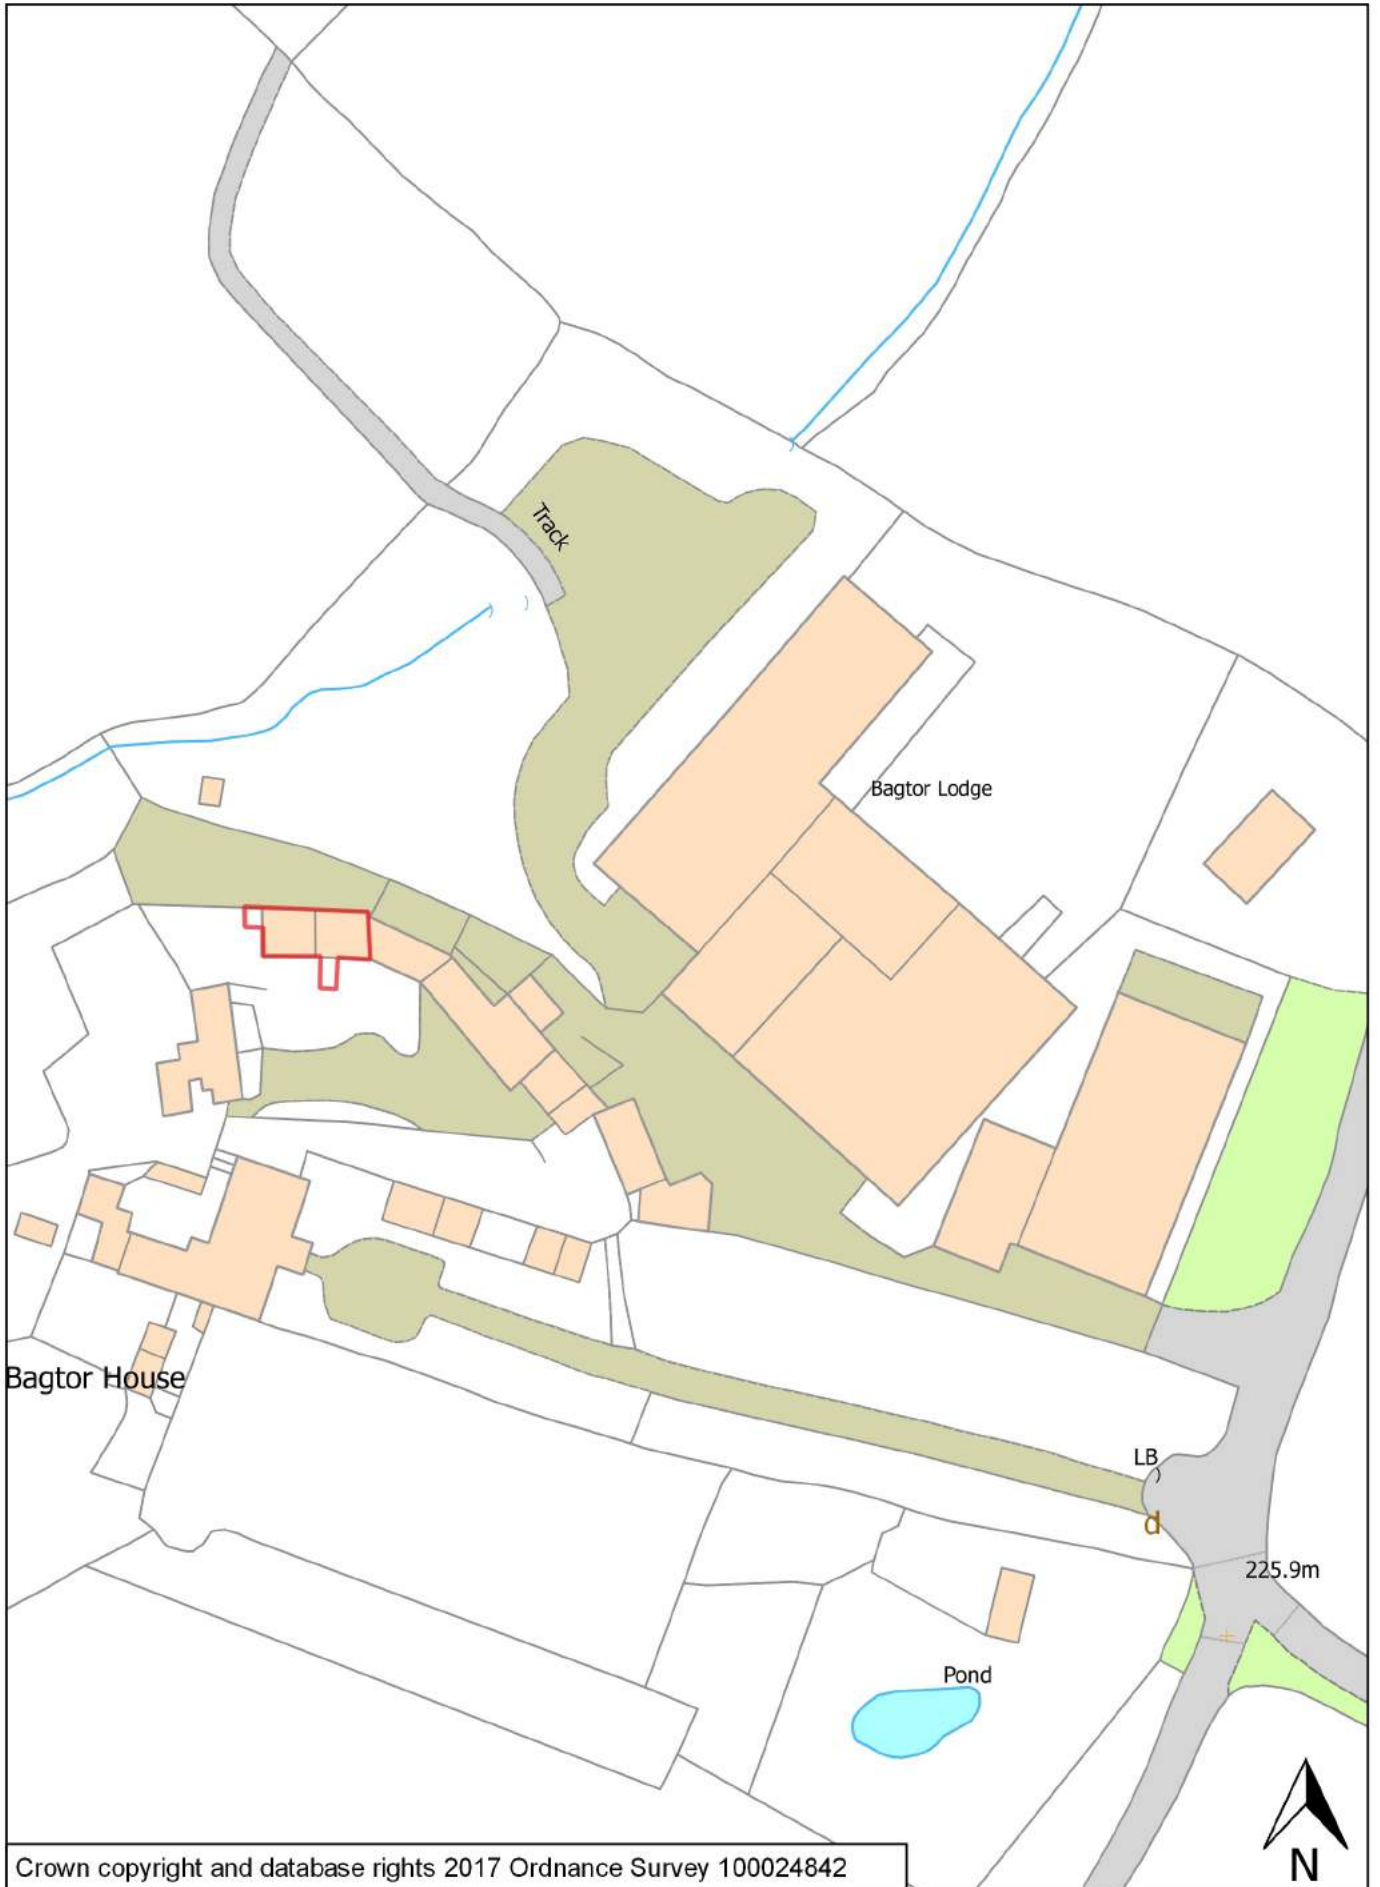 Track
Bagtor Lodge
Bagtor House
LB
d
225.9m
Pond
N
Crown copyright and database rights 2017 Ordnance Survey 100024842